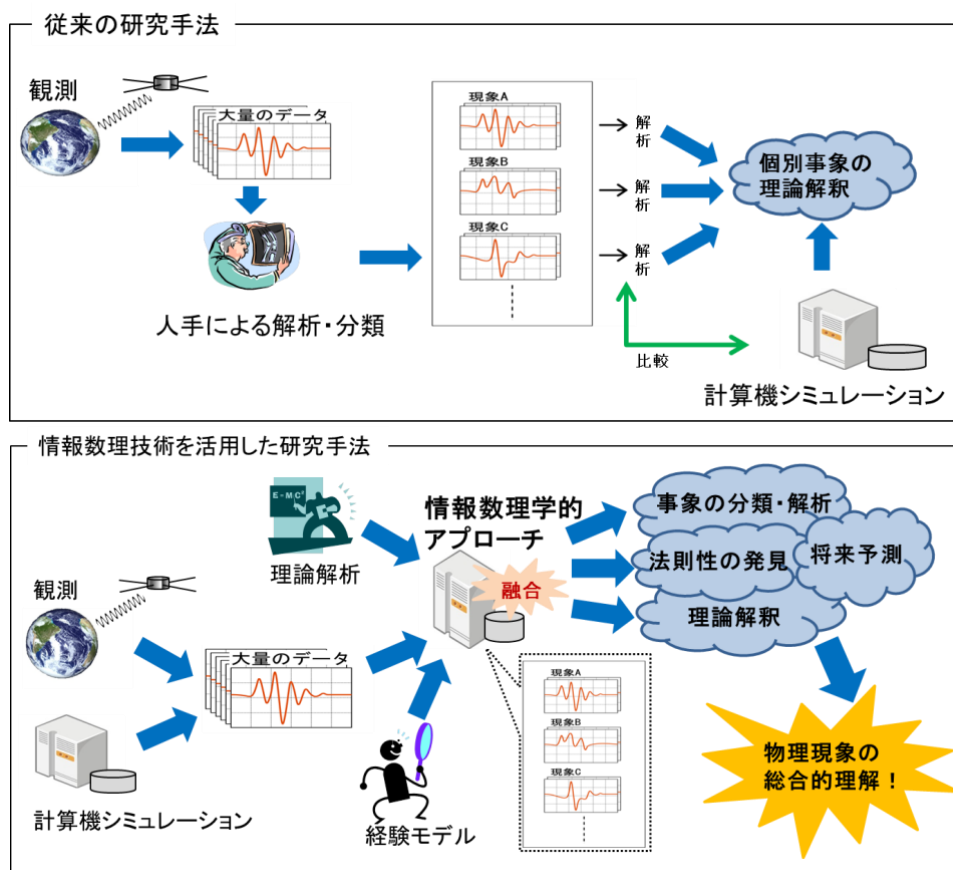 従来の研究手法
観測
大量のデータ
人手による解析・分類
現象A
現象B
現象C
解析
解析
解析
個別事象の
理論解釈
比較
計算機シミュレーション
情報数理技術を活用した研究手法
E=MC²
理論解析
情報数理学的
アプローチ
融合
事象の分類・解析
法則性の発見
将来予測
理論解釈
観測
大量のデータ
計算機シミュレーション
経験モデル
現象A
現象B
現象C
物理現象の
総合的理解！